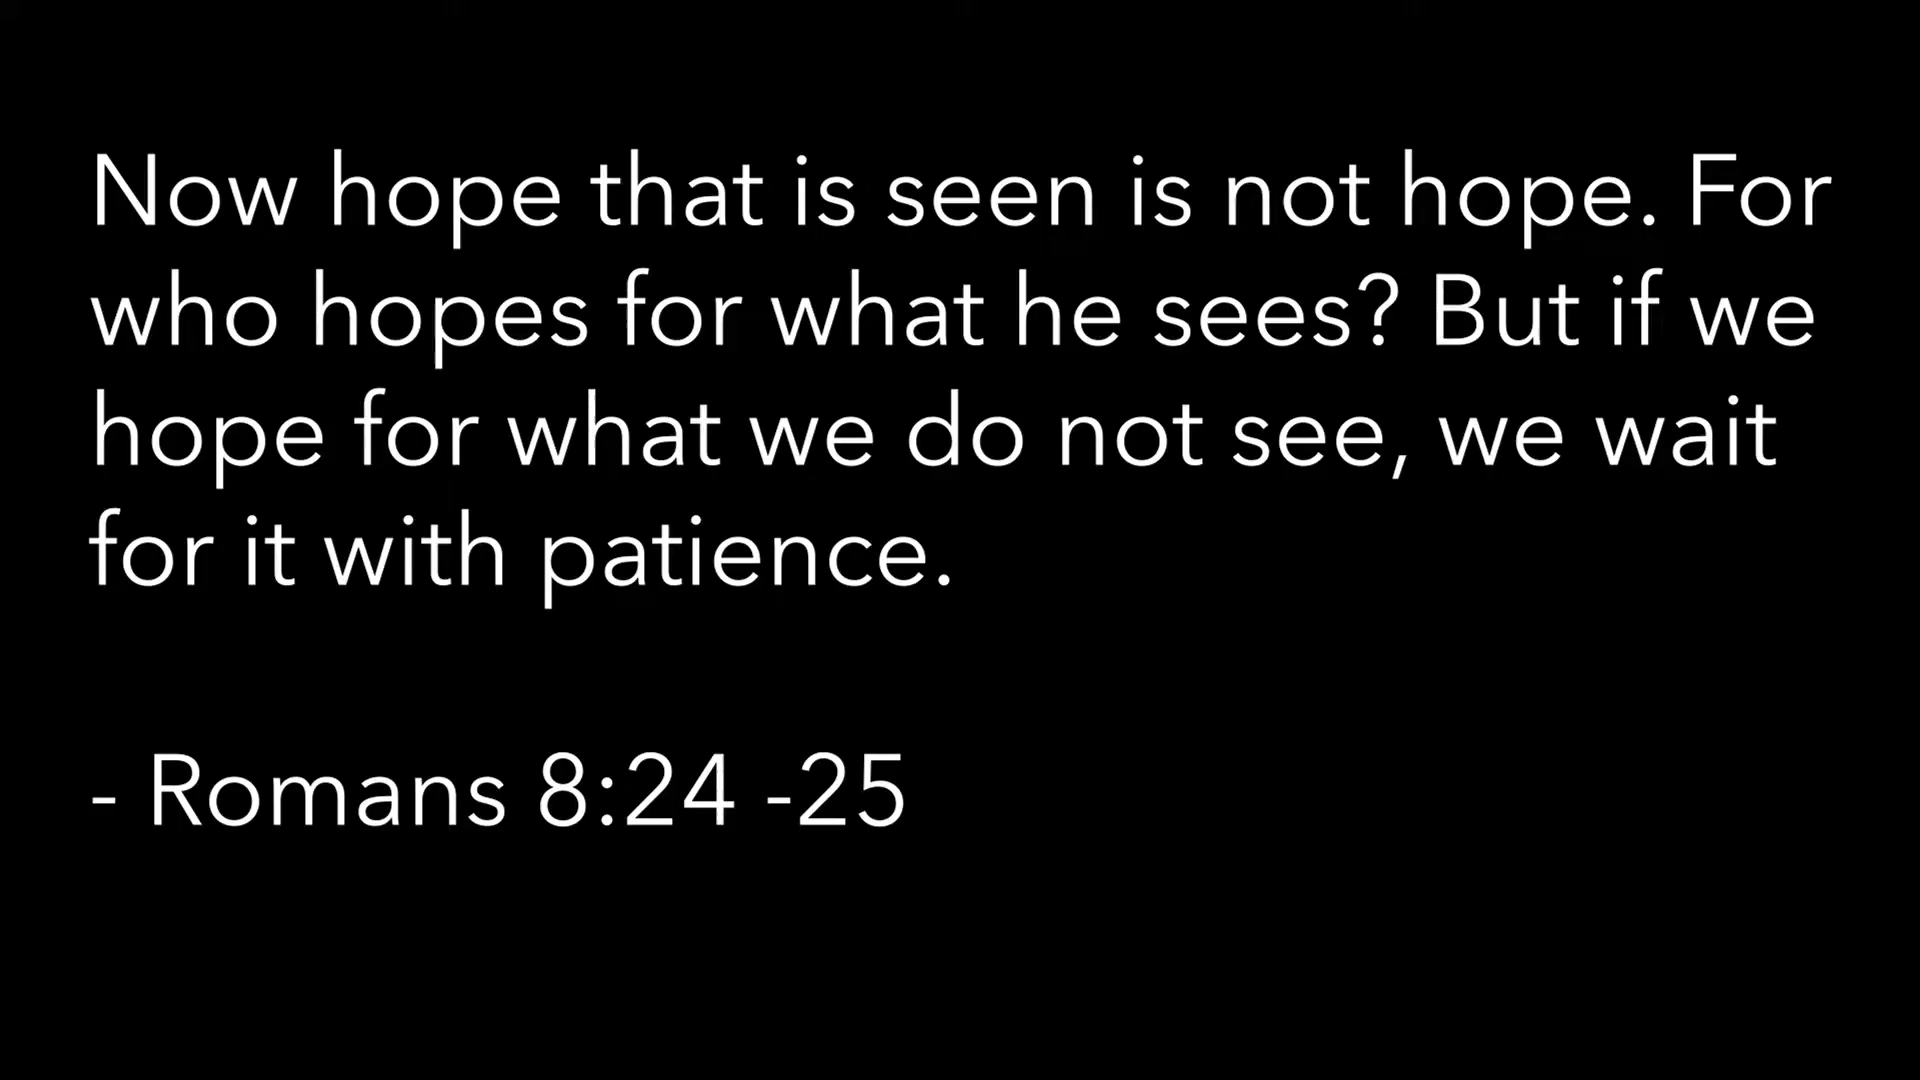 Now hope that is seen is not hope. For
who hopes for what he sees? But if we
hope for what we do not see, we wait
for it with patience.
- Romans 8:24 -25